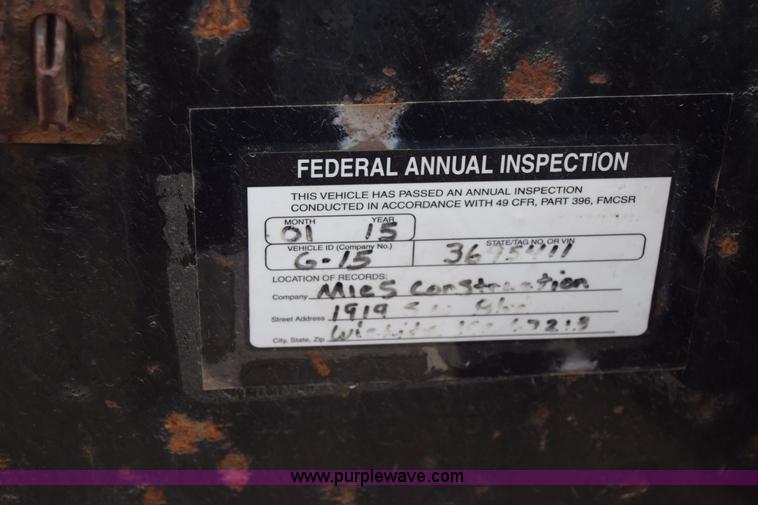 FEDERAL ANNUAL INSPECTION
THIS VEHICLE HAS PASSED AN ANNUAL INSPECTION
CONDUCTED IN ACCORDANCE WITH 49 CFR, PART 396, FMCSR
MONTH YEAR
01 15
VEHICLE ID (Company No.) STATE/TAG NO. OR VIN
G-15
LOCATION OF RECORDS:
Company Mies Construction
Street Address 1919
City, State, Zip Wichita
www.purplewave.com